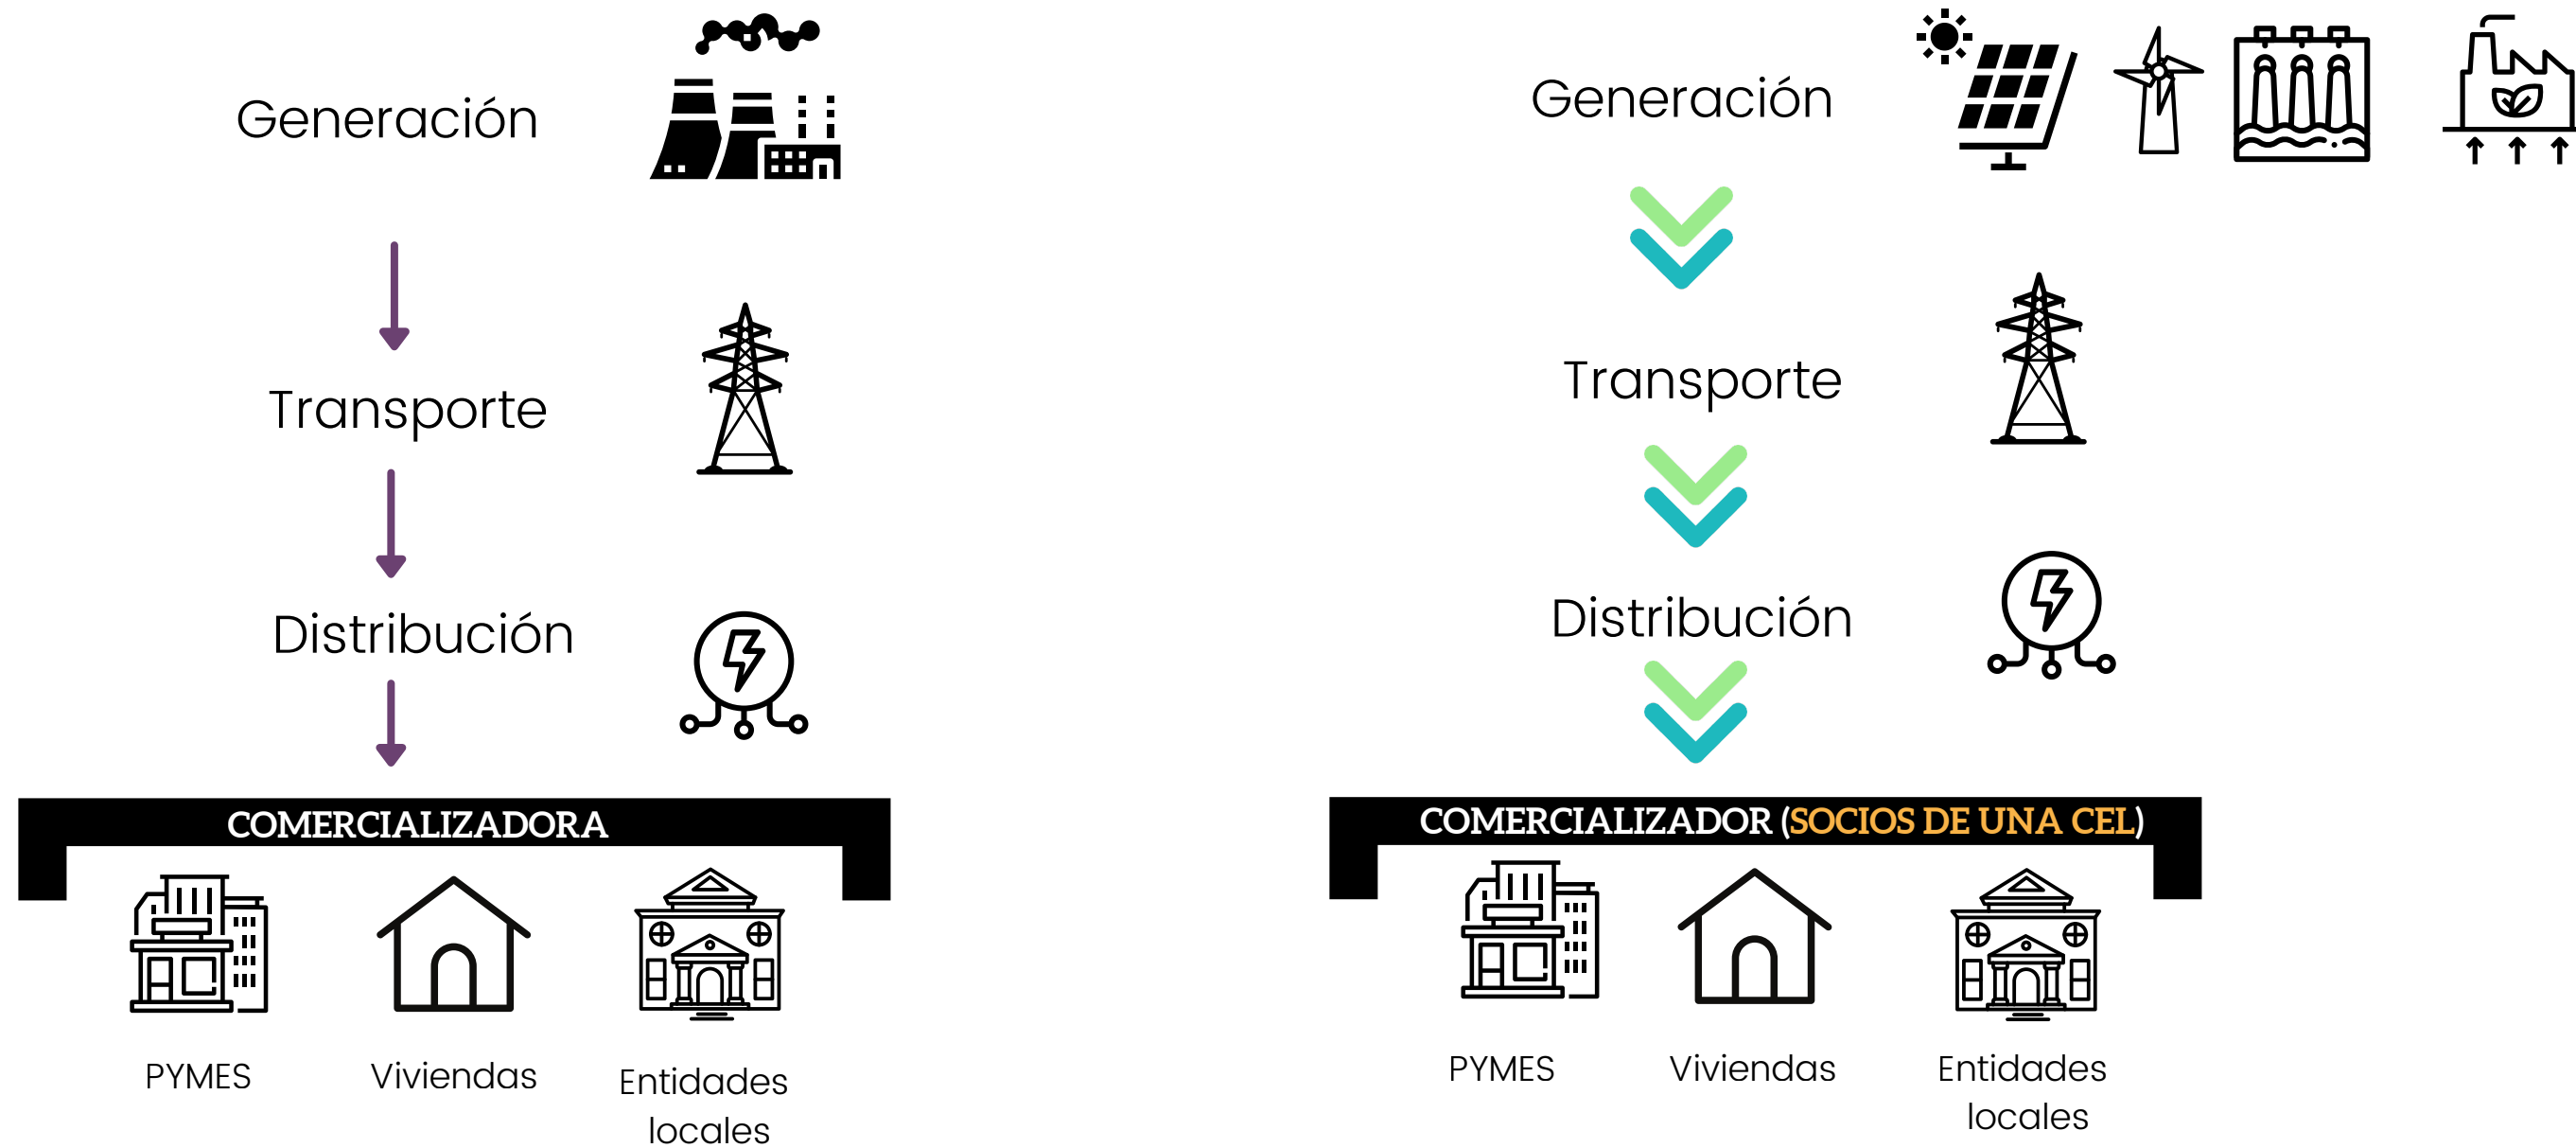 Generación
Transporte
Distribución
COMERCIALIZADORA
PYMES
Viviendas
Entidades
locales
Generación
Transporte
Distribución
COMERCIALIZADOR (SOCIOS DE UNA CEL)
PYMES
Viviendas
Entidades
locales